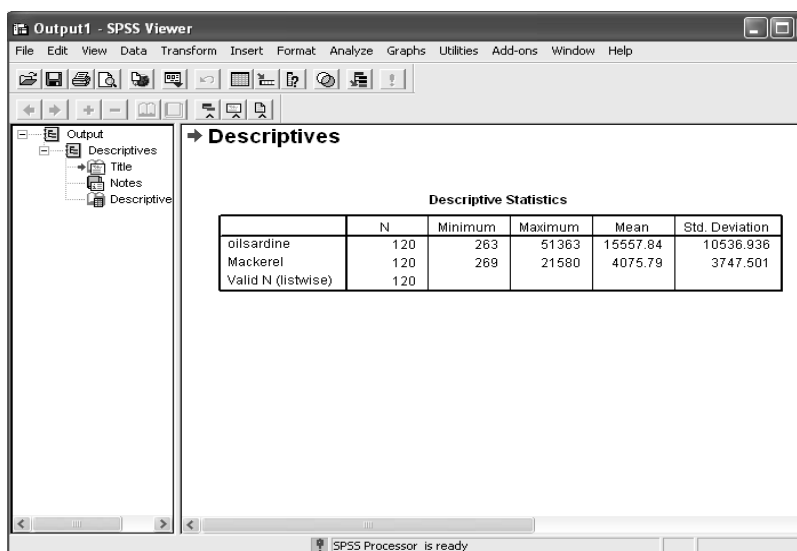 Output1 - SPSS Viewer
File Edit View Data Transform Insert Format Analyze Graphs Utilities Add-ons Window Help
Output
Descriptives
Title
Notes
Descriptive
Descriptives
Descriptive Statistics
N Minimum Maximum Mean Std. Deviation
oilsardine 120 263 51363 15557.84 10536.936
Mackerel 120 269 21580 4075.79 3747.501
Valid N (listwise) 120
SPSS Processor is ready